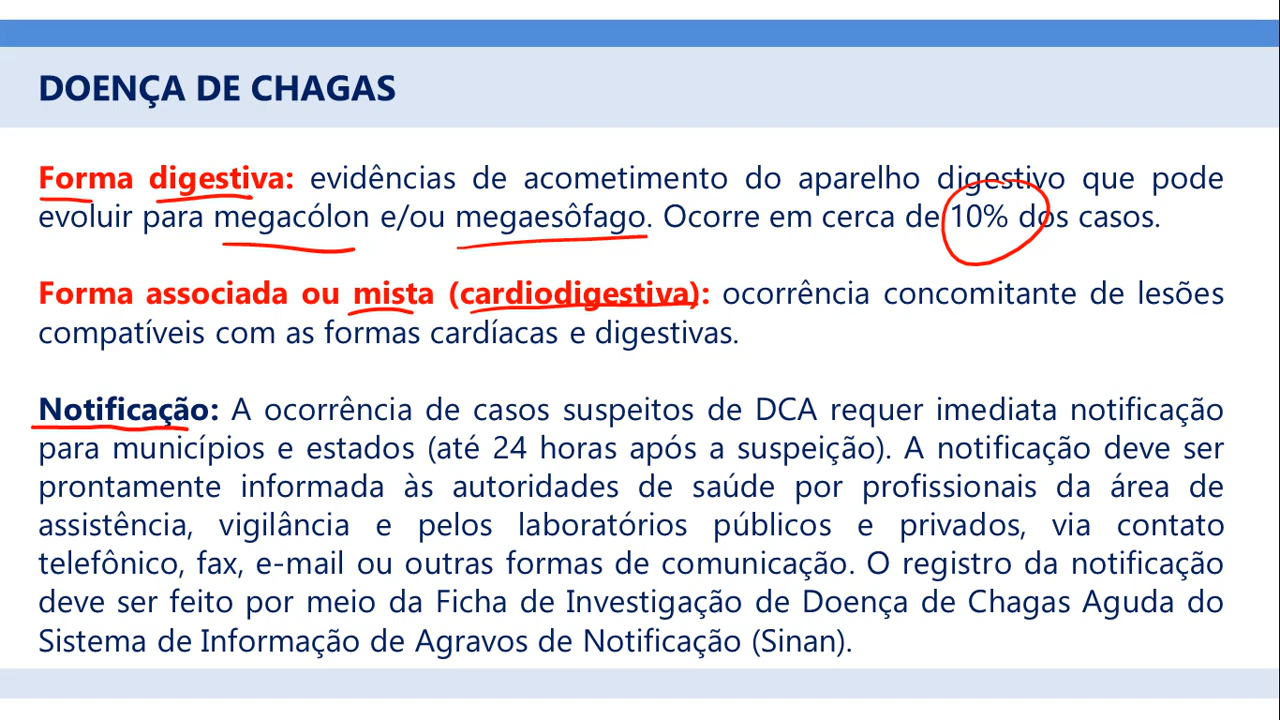 DOENÇA DE CHAGAS
Forma digestiva: evidências de acometimento do aparelho digestivo que pode
evoluir para megacólon e/ou megaesôfago. Ocorre em cerca de 10% dos casos.
Forma associada ou mista (cardiodigestiva): ocorrência concomitante de lesões
compatíveis com as formas cardíacas e digestivas.
Notificação: A ocorrência de casos suspeitos de DCA requer imediata notificação
para municípios e estados (até 24 horas após a suspeição). A notificação deve ser
prontamente informada às autoridades de saúde por profissionais da área de
assistência, vigilância e pelos laboratórios públicos e privados, via contato
telefônico, fax, e-mail ou outras formas de comunicação. O registro da notificação
deve ser feito por meio da Ficha de Investigação de Doença de Chagas Aguda do
Sistema de Informação de Agravos de Notificação (Sinan).